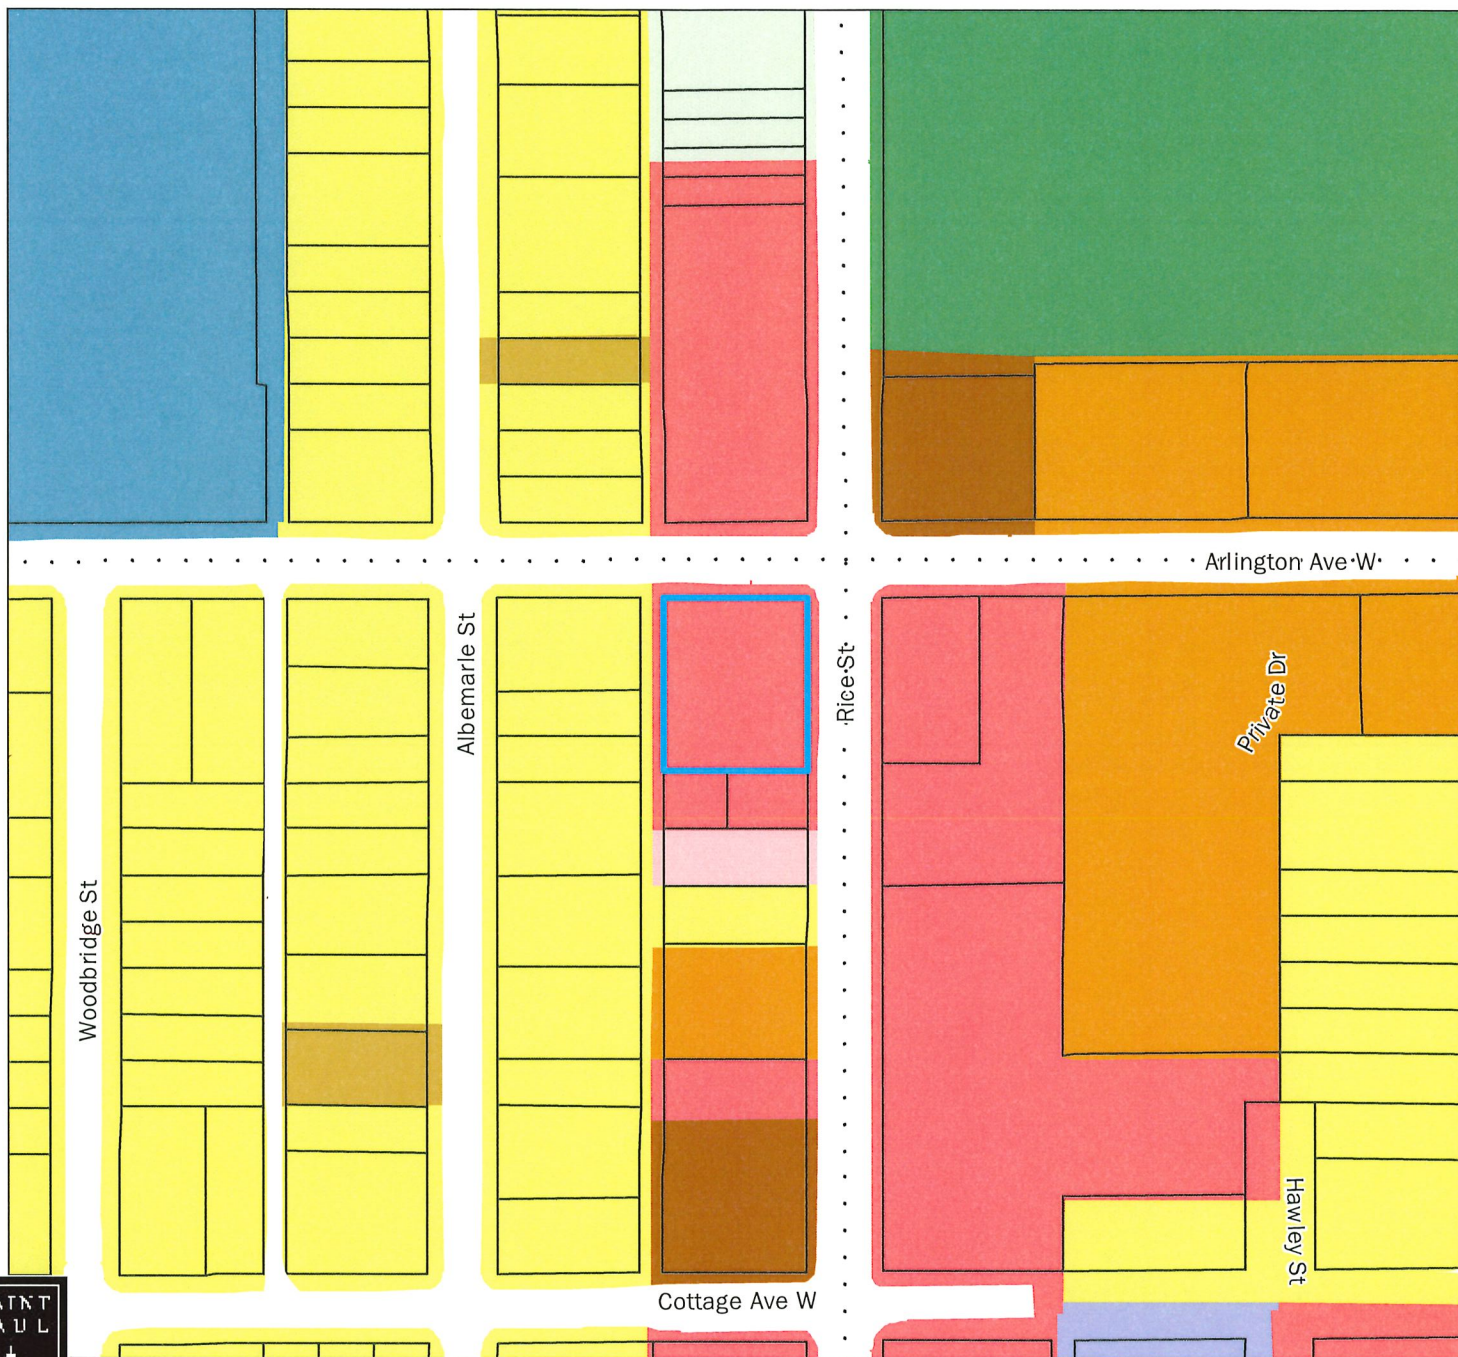 Arlington Ave W
Albemarle St
Rice St
Private Dr
Woodbridge St
Hawley St
Cottage Ave W